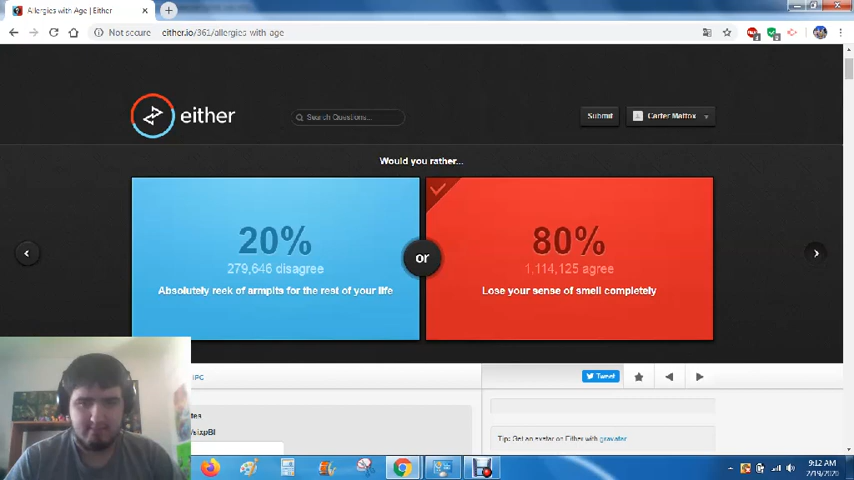 Allergies with Age | Either
Not secure
either.io/361/allergies-with-age
either
Search Questions...
Submit
Carter Mattox
Would you rather...
20%
279,646 disagree
Absolutely reek of armpits for the rest of your life
or
80%
1,114,125 agree
Lose your sense of smell completely
Tweet
Tip: Get an avatar on Either with gravatar
9:12 AM
2/19/2020